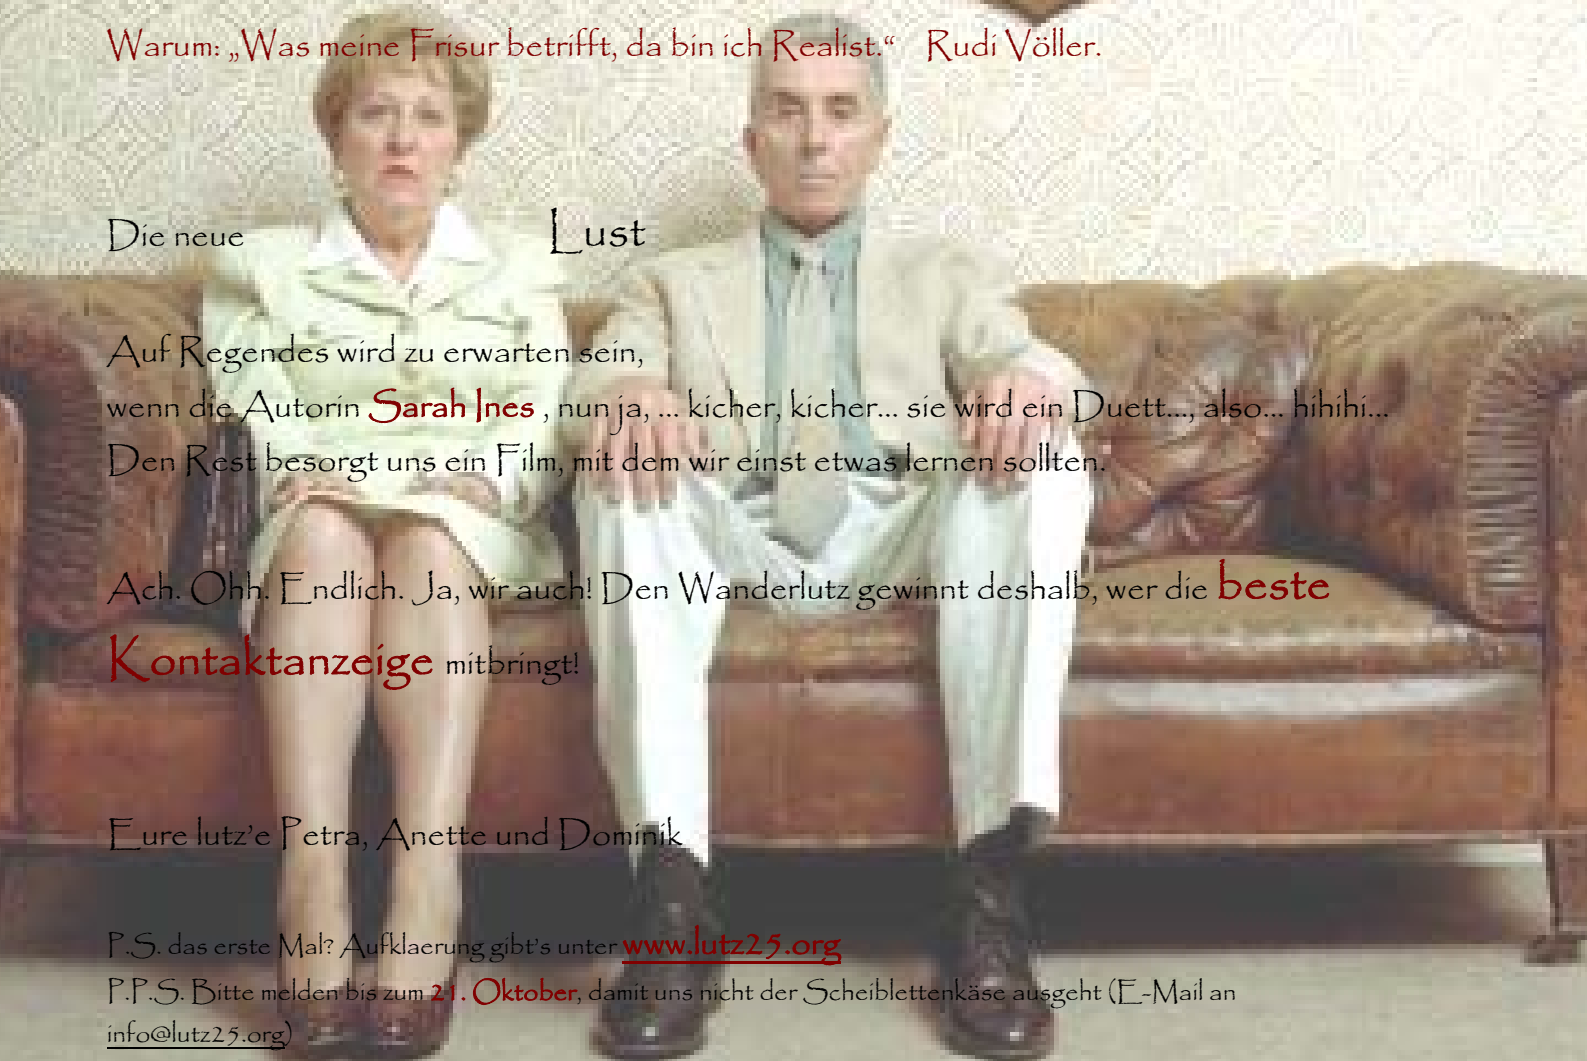 Warum: „Was meine Frisur betrifft, da bin ich Realist.“ Rudi Völler.
Die neue Lust
Auf Regendes wird zu erwarten sein,
wenn die Autorin Sarah Ines , nun ja, ... kicher, kicher... sie wird ein Duett..., also... hihihi...
Den Rest besorgt uns ein Film, mit dem wir einst etwas lernen sollten.
Ach. Ohh. Endlich. Ja, wir auch! Den Wanderlutz gewinnt deshalb, wer die beste
Kontaktanzeige mitbringt!
Eure lutz’e Petra, Anette und Dominik
P.S. das erste Mal? Aufklaerung gibt’s unter www.lutz25.org
P.P.S. Bitte melden bis zum 21. Oktober, damit uns nicht der Scheiblettenkäse ausgeht (E-Mail an
info@lutz25.org)